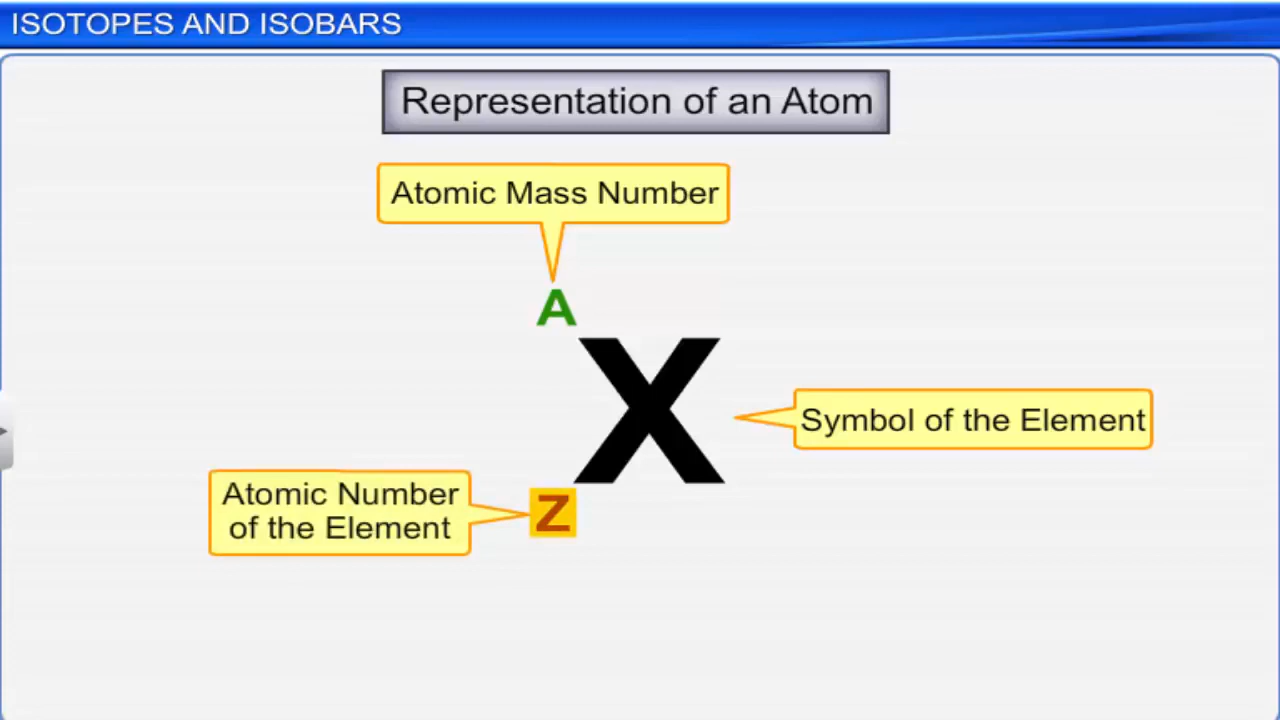 ISOTOPES AND ISOBARS
Representation of an Atom
Atomic Mass Number
A
X
Symbol of the Element
Atomic Number
of the Element
Z